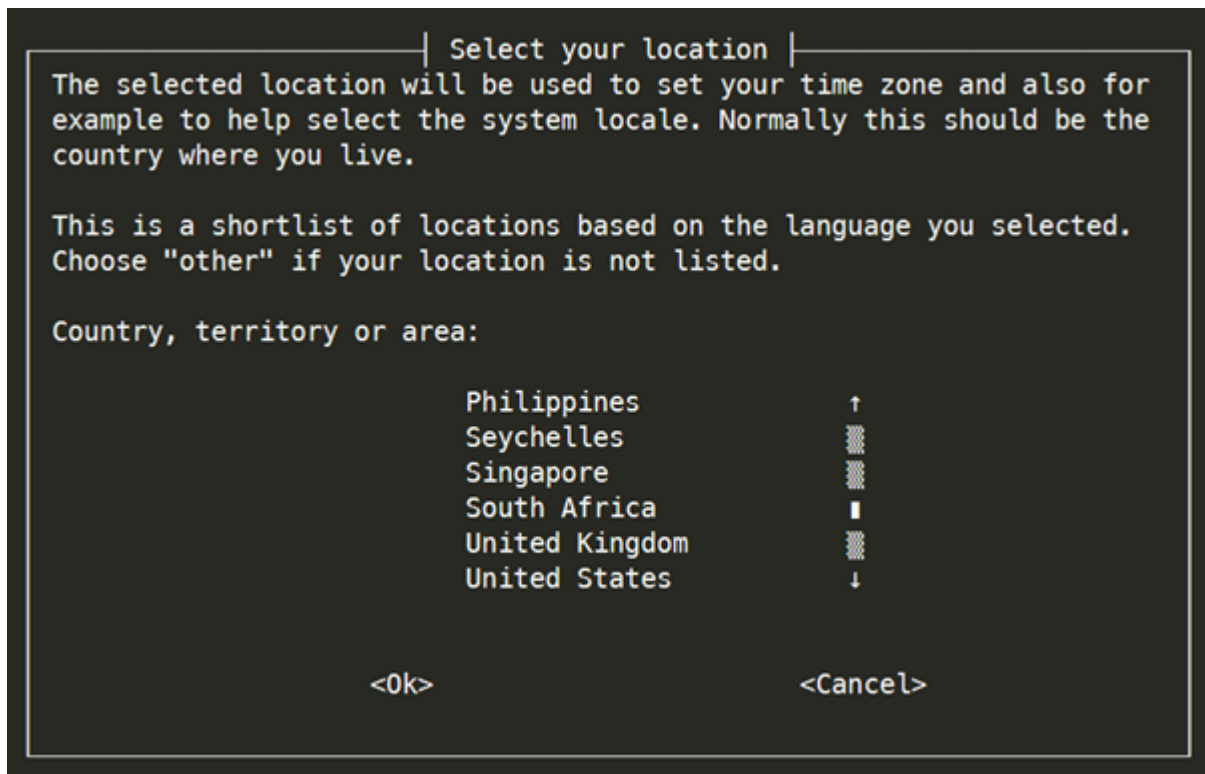 Select your location
The selected location will be used to set your time zone and also for
example to help select the system locale. Normally this should be the
country where you live.
This is a shortlist of locations based on the language you selected.
Choose "other" if your location is not listed.
Country, territory or area:
Philippines ↑
Seychelles
Singapore
South Africa
United Kingdom
United States ↓
<Ok> <Cancel>